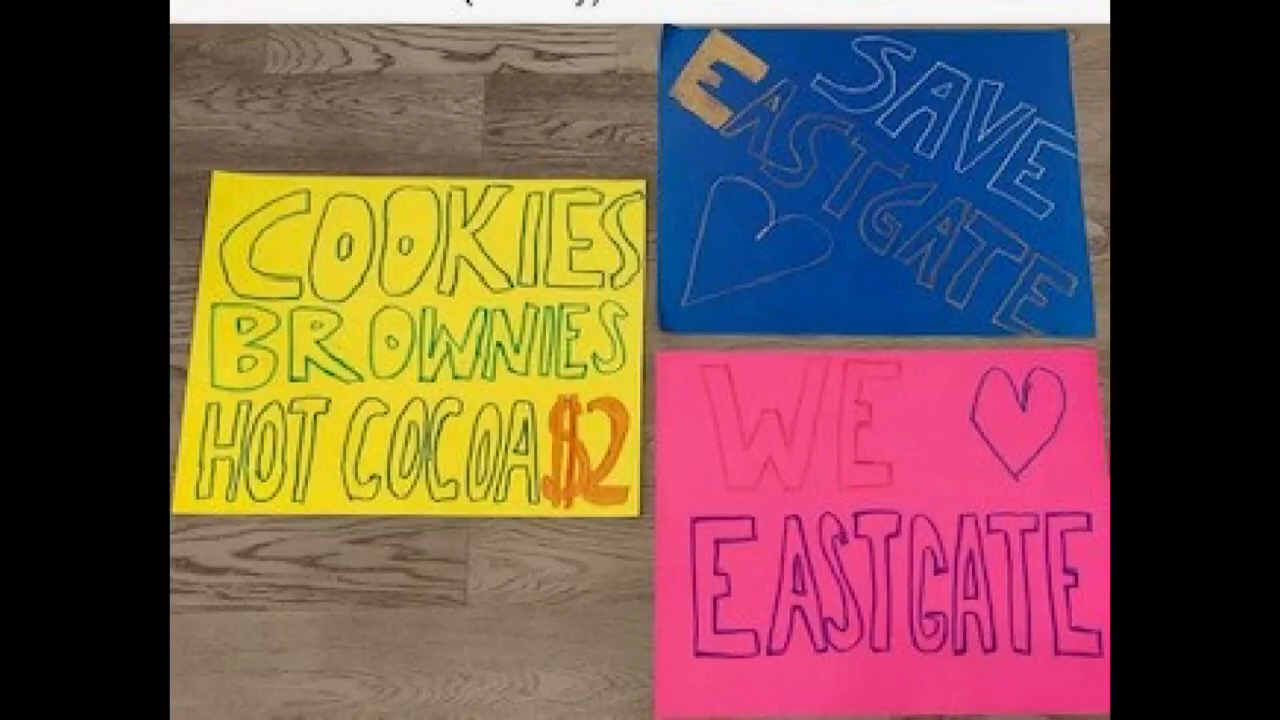 COOKIES
BROWNIES
HOT COCOA $2
SAVE
EASTGATE
WE
EASTGATE